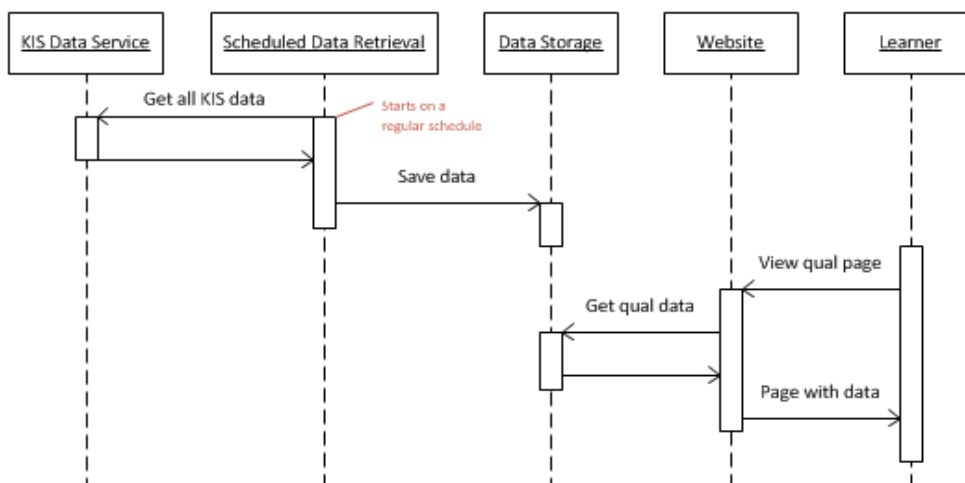 KIS Data Service
Scheduled Data Retrieval
Data Storage
Website
Learner
Get all KIS data
Starts on a
regular schedule
Save data
View qual page
Get qual data
Page with data